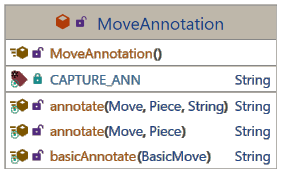 MoveAnnotation
MoveAnnotation()
CAPTURE_ANN String
annotate(Move, Piece, String) String
annotate(Move, Piece) String
basicAnnotate(BasicMove) String